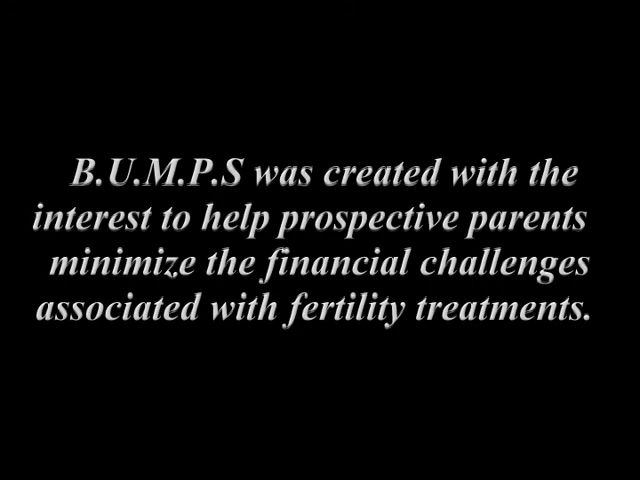 B.U.M.P.S was created with the
interest to help prospective parents
minimize the financial challenges
associated with fertility treatments.